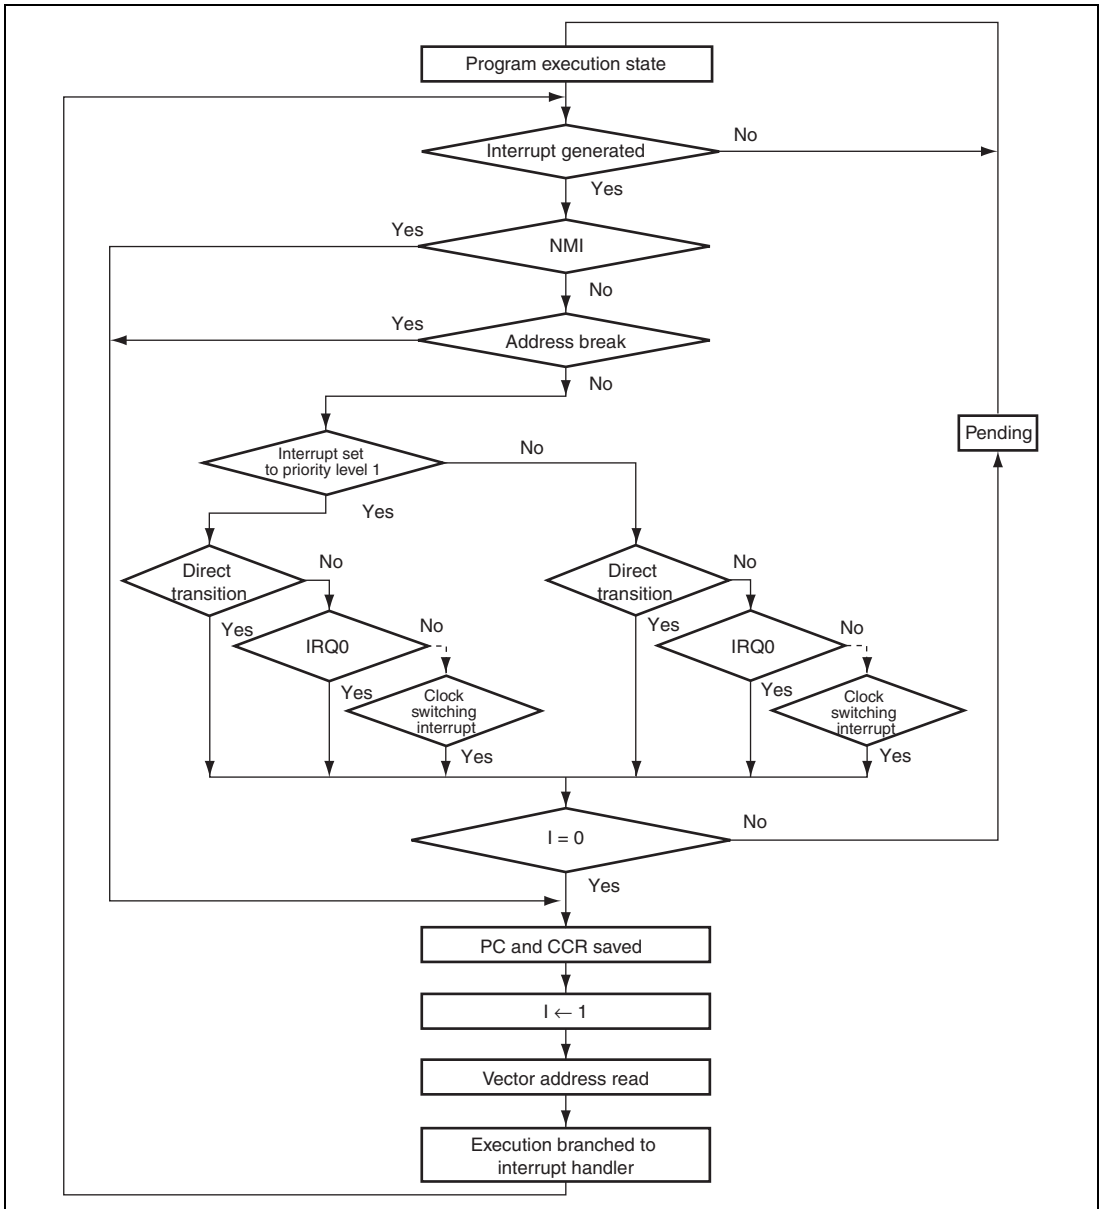 Program execution state
No
Interrupt generated
Yes
Yes
NMI
No
Yes
Address break
No
Pending
Interrupt set
to priority level 1
No
Yes
Direct
transition
No
Direct
transition
No
Yes
IRQ0
No
Yes
IRQ0
No
Yes
Clock
switching
interrupt
Yes
Clock
switching
interrupt
Yes
Yes
I = 0
No
Yes
PC and CCR saved
I ← 1
Vector address read
Execution branched to
interrupt handler